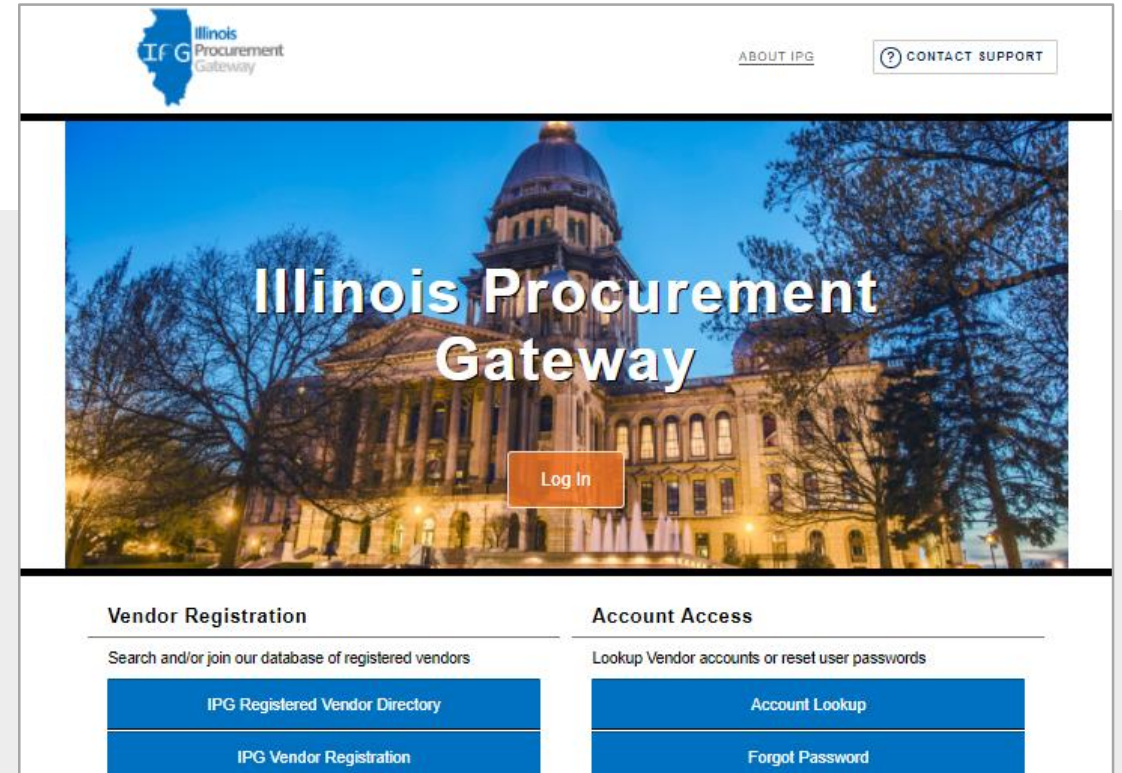 IPG
Illinois
Procurement
Gateway
ABOUT IPG
? CONTACT SUPPORT
Illinois Procurement
Gateway
Log In
Vendor Registration
Search and/or join our database of registered vendors
IPG Registered Vendor Directory
IPG Vendor Registration
Account Access
Lookup Vendor accounts or reset user passwords
Account Lookup
Forgot Password